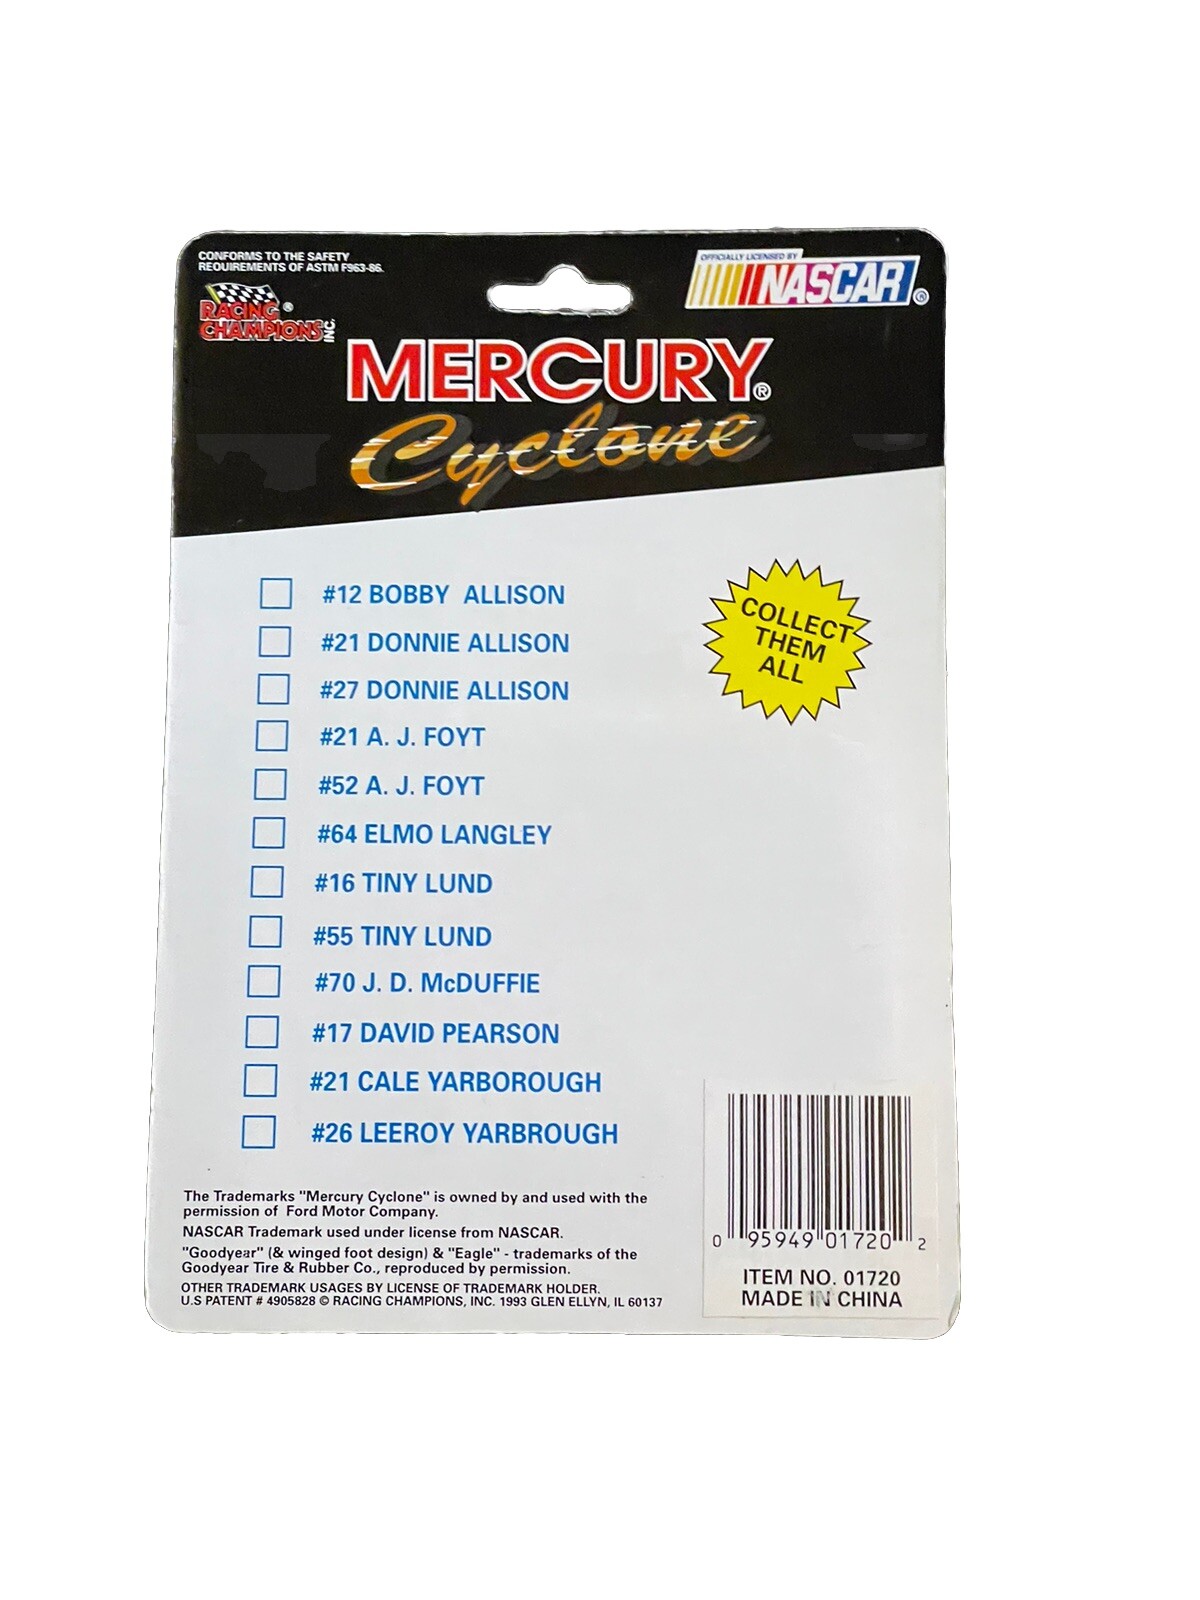 CONFORMS TO THE SAFETY
REQUIREMENTS OF ASTM F963-86.
OFFICIALLY LICENSED BY
NASCAR®
RACING ®
CHAMPIONS INC.
MERCURY®
Cyclone
#12 BOBBY ALLISON
#21 DONNIE ALLISON
#27 DONNIE ALLISON
#21 A. J. FOYT
#52 A. J. FOYT
#64 ELMO LANGLEY
#16 TINY LUND
#55 TINY LUND
#70 J. D. McDUFFIE
#17 DAVID PEARSON
#21 CALE YARBOROUGH
#26 LEEROY YARBROUGH
COLLECT
THEM
ALL
The Trademarks "Mercury Cyclone" is owned by and used with the
permission of Ford Motor Company.
NASCAR Trademark used under license from NASCAR.
"Goodyear" (& winged foot design) & "Eagle" - trademarks of the
Goodyear Tire & Rubber Co., reproduced by permission.
OTHER TRADEMARK USAGES BY LICENSE OF TRADEMARK HOLDER.
U.S PATENT # 4905828 © RACING CHAMPIONS, INC. 1993 GLEN ELLYN, IL 60137
0 95949 01720 2
ITEM NO. 01720
MADE IN CHINA